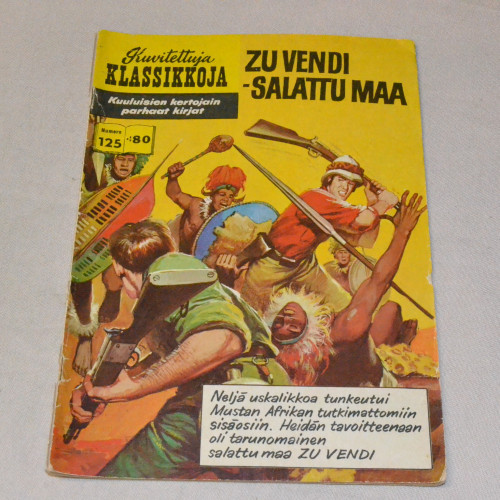 Kuvitettuja
KLASSIKKOJA
Kuuluisien kertojain
parhaat kirjat
Numero
125
-:80
ZU VENDI
-SALATTU MAA
Neljä uskalikkoa tunkeutui
Mustan Afrikan tutkimattomiin
sisäosiin. Heidän tavoitteenaan
oli tarunomainen
salattu maa ZU VENDI